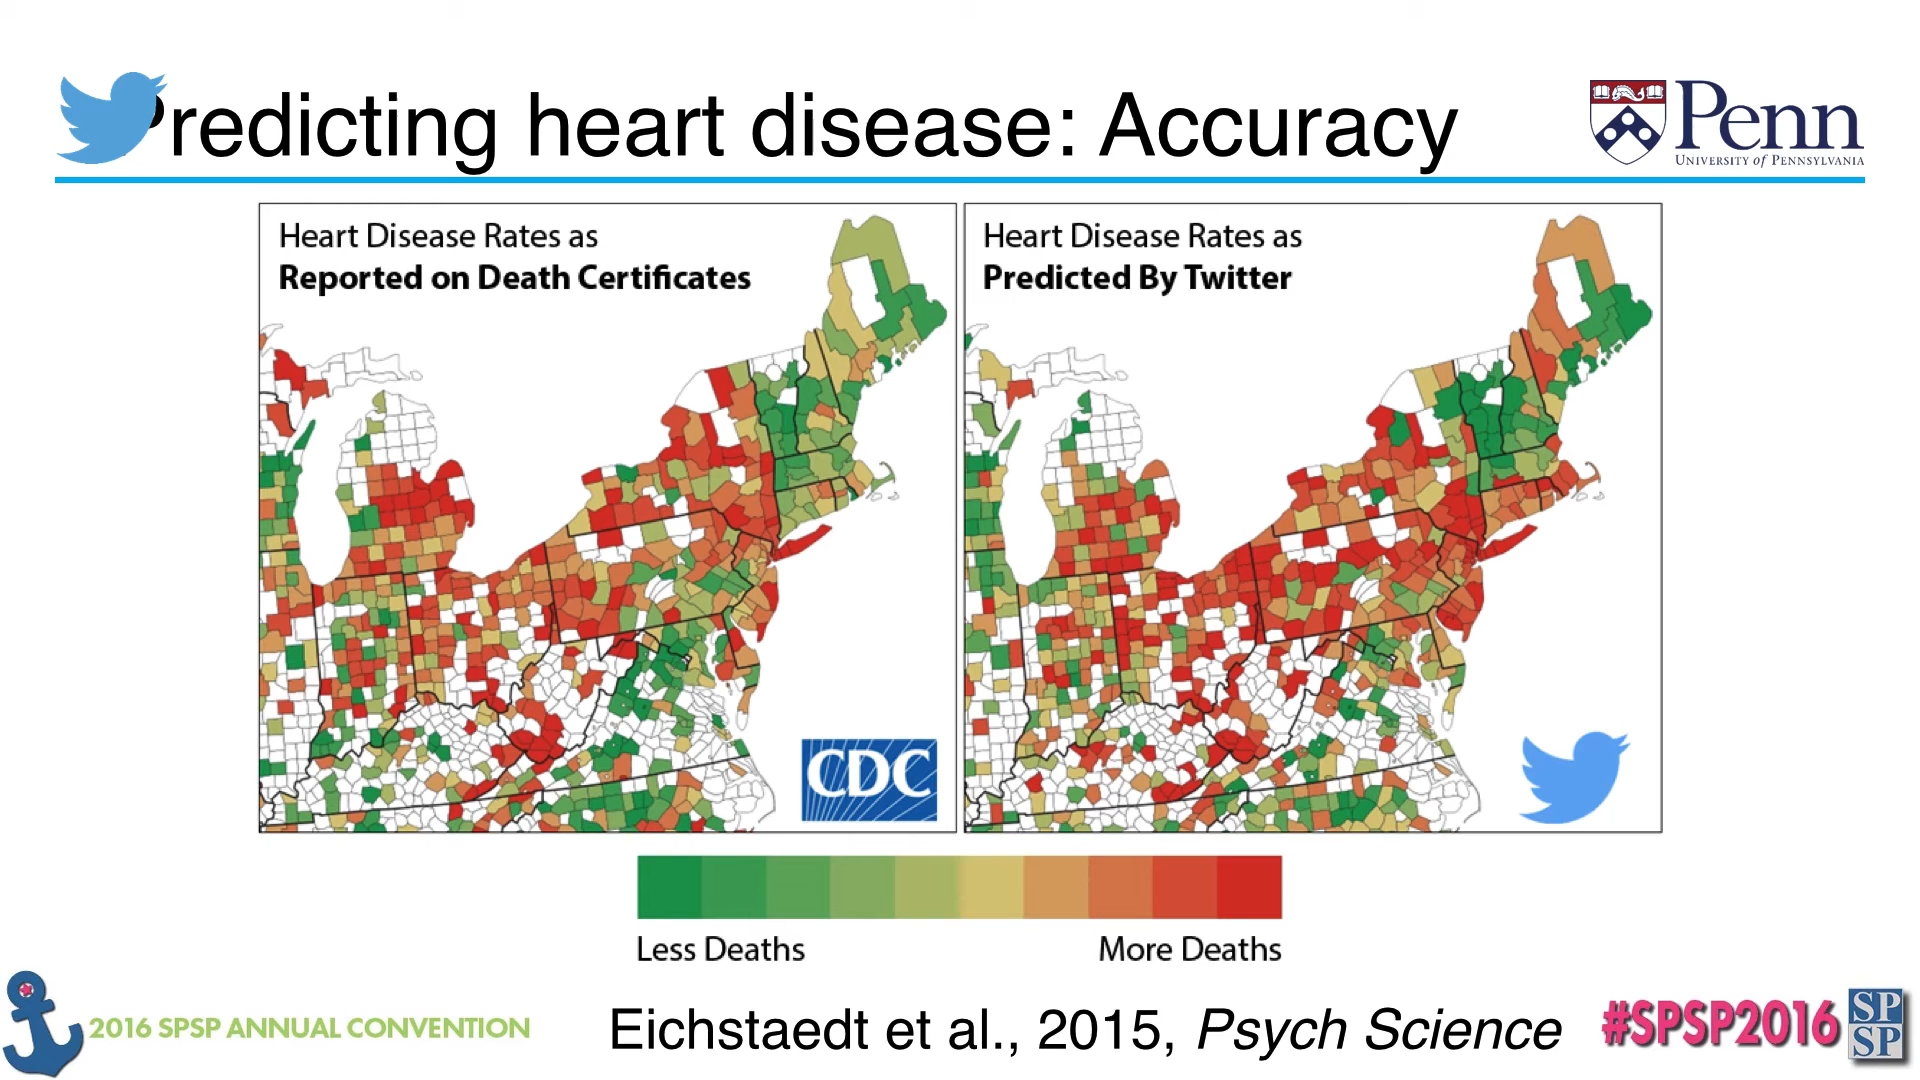 Predicting heart disease: Accuracy
Penn
UNIVERSITY of PENNSYLVANIA
Heart Disease Rates as
Reported on Death Certificates
Heart Disease Rates as
Predicted By Twitter
CDC
Less Deaths
More Deaths
2016 SPSP ANNUAL CONVENTION
Eichstaedt et al., 2015, Psych Science
#SPSP2016
SP
SP